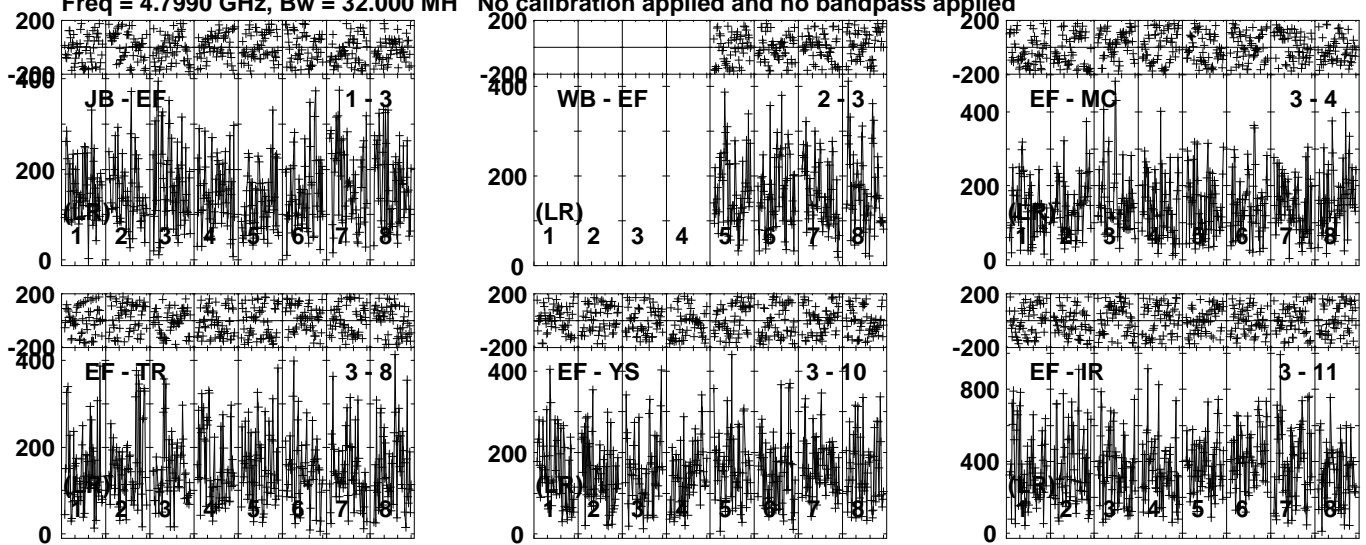 Freq = 4.7990 GHz, Bw = 32.000 MH No calibration applied and no bandpass applied
200
-200
400
JB - EF
1 - 3
200
(LR)
1 2 3 4 5 6 7 8
0
200
-200
400
WB - EF
2 - 3
200
(LR)
1 2 3 4 5 6 7 8
0
200
-200
EF - MC
3 - 4
400
200
(LR)
1 2 3 4 5 6 7 8
0
200
-200
400
EF - TR
3 - 8
200
(LR)
1 2 3 4 5 6 7 8
0
200
-200
EF - YS
3 - 10
400
200
(LR)
1 2 3 4 5 6 7 8
0
200
-200
EF - IR
3 - 11
800
400
(LR)
1 2 3 4 5 6 7 8
0